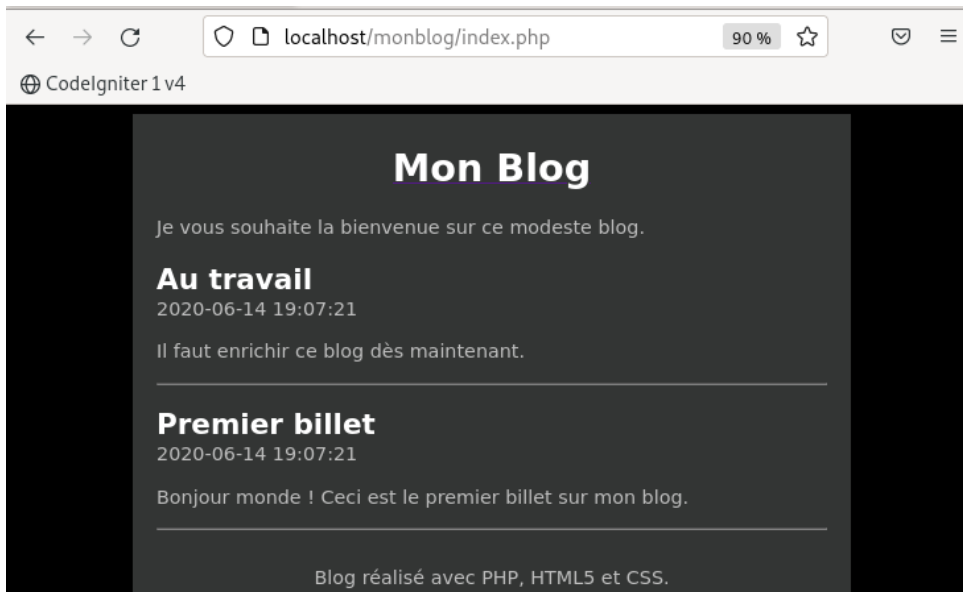 localhost/monblog/index.php
90 %
CodeIgniter 1 v4
Mon Blog
Je vous souhaite la bienvenue sur ce modeste blog.
Au travail
2020-06-14 19:07:21
Il faut enrichir ce blog dès maintenant.
Premier billet
2020-06-14 19:07:21
Bonjour monde ! Ceci est le premier billet sur mon blog.
Blog réalisé avec PHP, HTML5 et CSS.